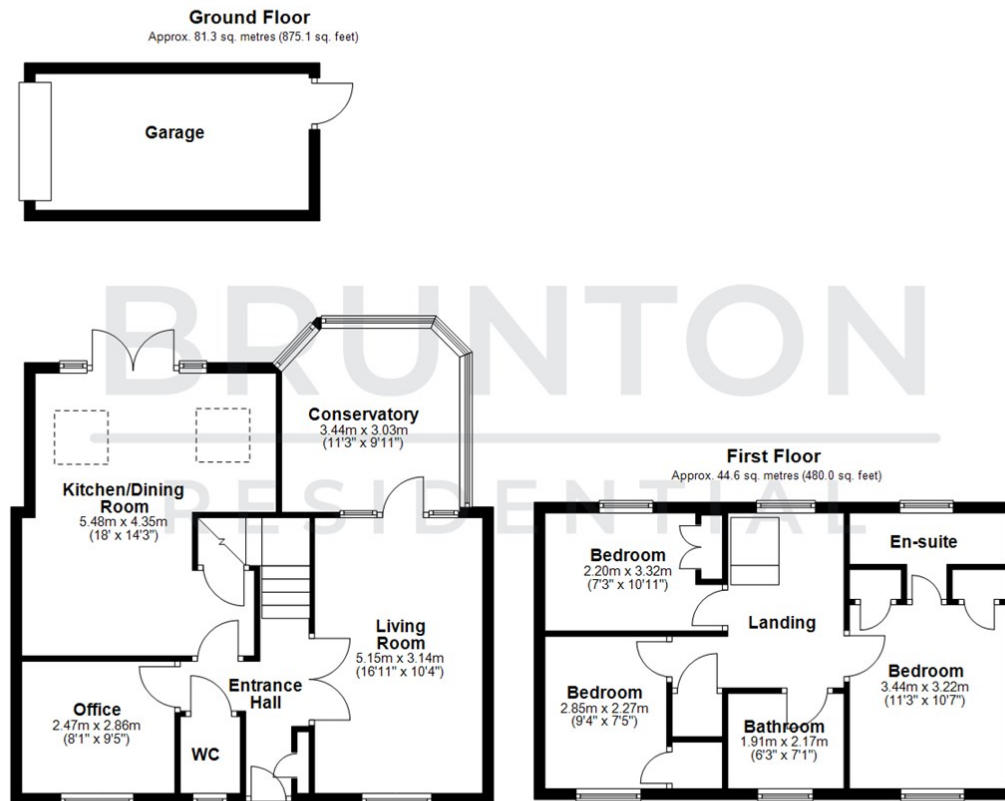 Ground Floor
Approx. 81.3 sq. metres (875.1 sq. feet)
Garage
BRUNTON
RESIDENTIAL
Conservatory
3.44m x 3.03m
(11'3" x 9'11")
Kitchen/Dining
Room
5.48m x 4.35m
(18' x 14'3")
Living
Room
5.15m x 3.14m
(16'11" x 10'4")
Entrance
Hall
Office
2.47m x 2.86m
(8'1" x 9'5")
WC
First Floor
Approx. 44.6 sq. metres (480.0 sq. feet)
Bedroom
2.20m x 3.32m
(7'3" x 10'11")
En-suite
Landing
Bedroom
3.44m x 3.22m
(11'3" x 10'7")
Bedroom
2.85m x 2.27m
(9'4" x 7'5")
Bathroom
1.91m x 2.17m
(6'3" x 7'1")